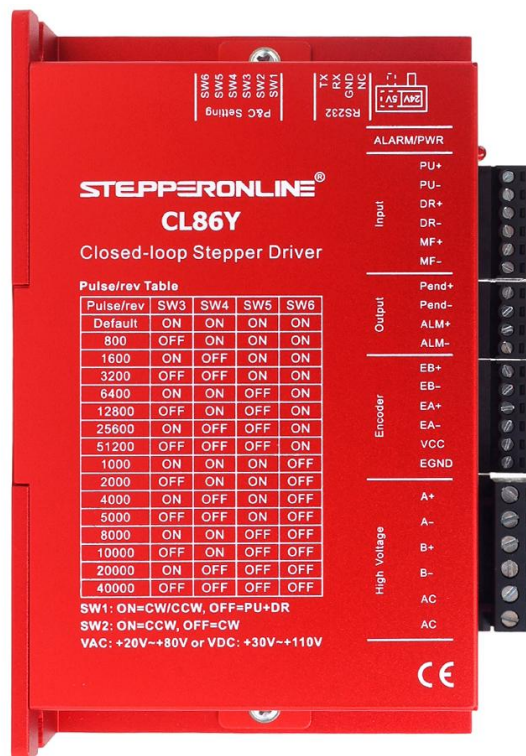 SW6
SW5
SW4
SW3
SW2
SW1
P&C Setting
TX
RX
GND
NC
RS232
24V 5V
ALARM/PWR
STEPPERONLINE®
CL86Y
Closed-loop Stepper Driver
Pulse/rev Table
Pulse/rev SW3 SW4 SW5 SW6
Default ON ON ON ON
800 OFF ON ON ON
1600 ON OFF ON ON
3200 OFF OFF ON ON
6400 ON ON OFF ON
12800 OFF ON OFF ON
25600 ON OFF OFF ON
51200 OFF OFF OFF ON
1000 ON ON ON OFF
2000 OFF ON ON OFF
4000 ON OFF ON OFF
5000 OFF OFF ON OFF
8000 ON ON OFF OFF
10000 OFF ON OFF OFF
20000 ON OFF OFF OFF
40000 OFF OFF OFF OFF
SW1: ON=CW/CCW, OFF=PU+DR
SW2: ON=CCW, OFF=CW
VAC: +20V~+80V or VDC: +30V~+110V
Input
PU+
PU-
DR+
DR-
MF+
MF-
Output
Pend+
Pend-
ALM+
ALM-
Encoder
EB+
EB-
EA+
EA-
VCC
EGND
High Voltage
A+
A-
B+
B-
AC
AC
CE